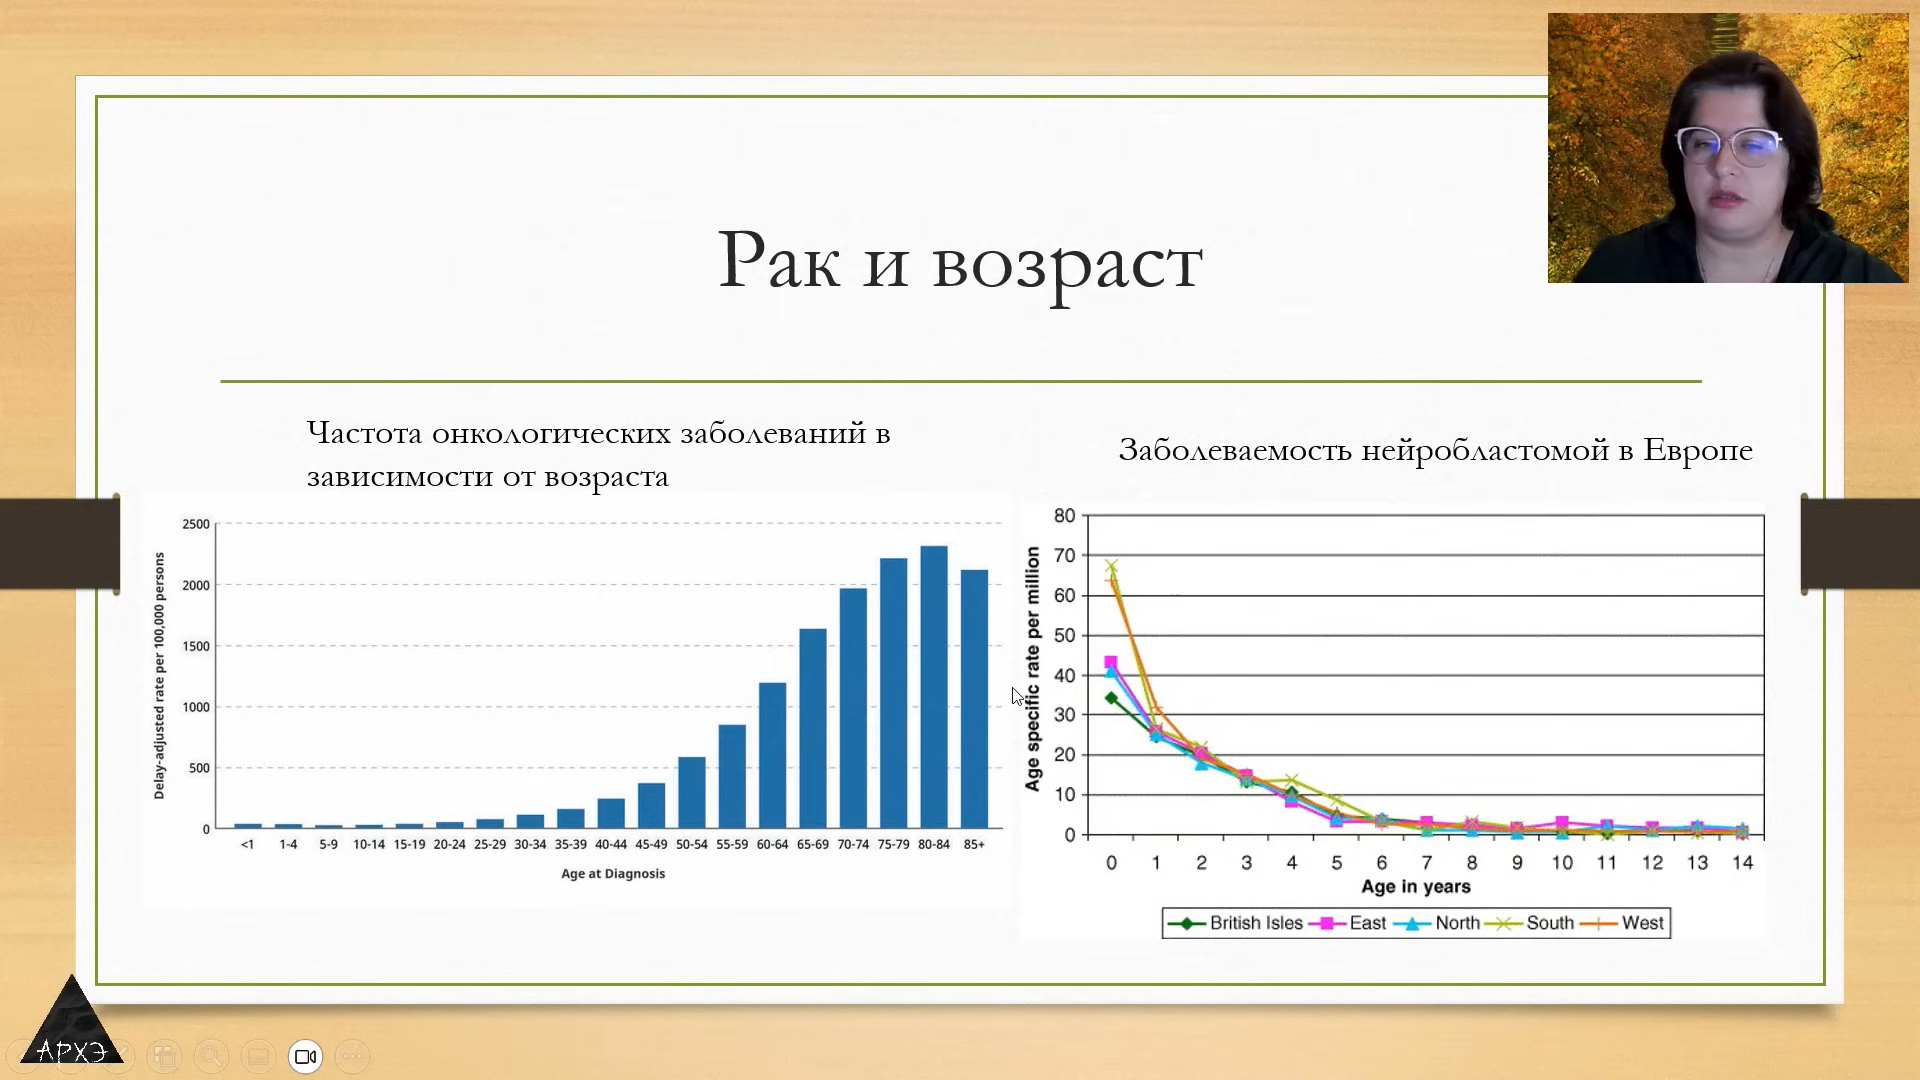 Рак и возраст
Частота онкологических заболеваний в
зависимости от возраста
Delay-adjusted rate per 100,000 persons
2500
2000
1500
1000
500
0
<1 1-4 5-9 10-14 15-19 20-24 25-29 30-34 35-39 40-44 45-49 50-54 55-59 60-64 65-69 70-74 75-79 80-84 85+
Age at Diagnosis
Заболеваемость нейробластомой в Европе
Age specific rate per million
80
70
60
50
40
30
20
10
0
0 1 2 3 4 5 6 7 8 9 10 11 12 13 14
Age in years
British Isles East North South West
АРХЭ